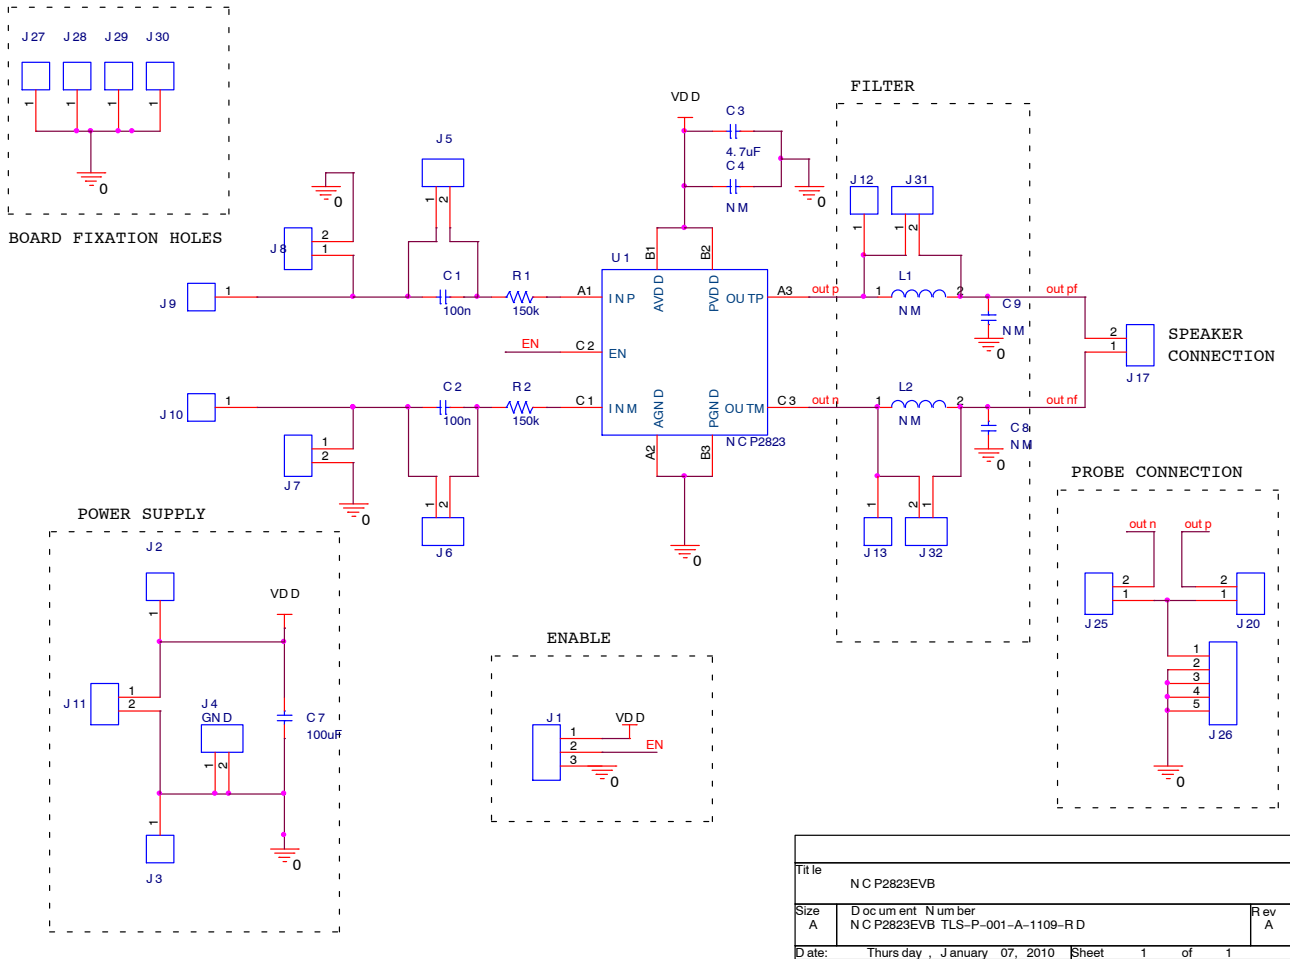 J27 J28 J29 J30
1 1 1 1
0
BOARD FIXATION HOLES
J8
2
1
0
J5
1 2
J9
1
C1
100n
R1
150k
VDD
C3
4.7uF
C4
NM
0
U1
B1 B2
A1 INP
AVDD PVDD
OUTP A3
EN C2 EN
C1 INM
AGND PGND
OUTM C3
A2 B3
NCP2823
0
J10
1
C2
100n
R2
150k
J7
1
2
0
1 2
J6
FILTER
J12 J31
1 1 2
out p
1 L1 2
NM
C9
NM
0
out pf
out n
1 L2 2
NM
C8
NM
0
out nf
1 2 1
J13 J32
2
1
J17
SPEAKER
CONNECTION
PROBE CONNECTION
out n out p
2
1
J25
2
1
J20
1
2
3
4
5
J26
0
POWER SUPPLY
J2
1
VDD
J11
1
2
J4
GND
1 2
C7
100uF
1
J3
0
ENABLE
J1
1
2
3
VDD
EN
0
Title
NCP2823EVB
Size
A
Document Number
NCP2823EVB TLS-P-001-A-1109-RD
Rev
A
Date: Thursday, January 07, 2010 Sheet 1 of 1